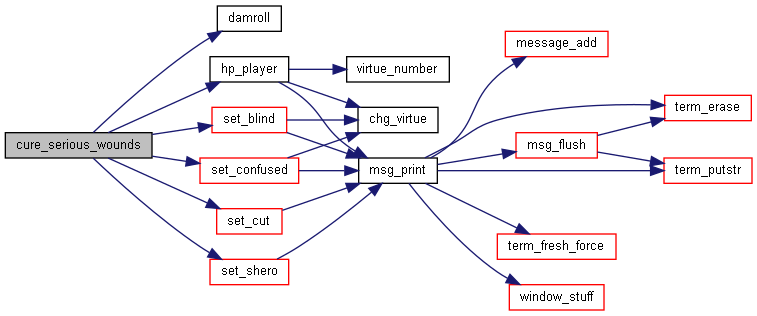 damroll
message_add
hp_player
virtue_number
term_erase
set_blind
chg_virtue
cure_serious_wounds
msg_flush
set_confused
msg_print
term_putstr
set_cut
term_fresh_force
set_shero
window_stuff